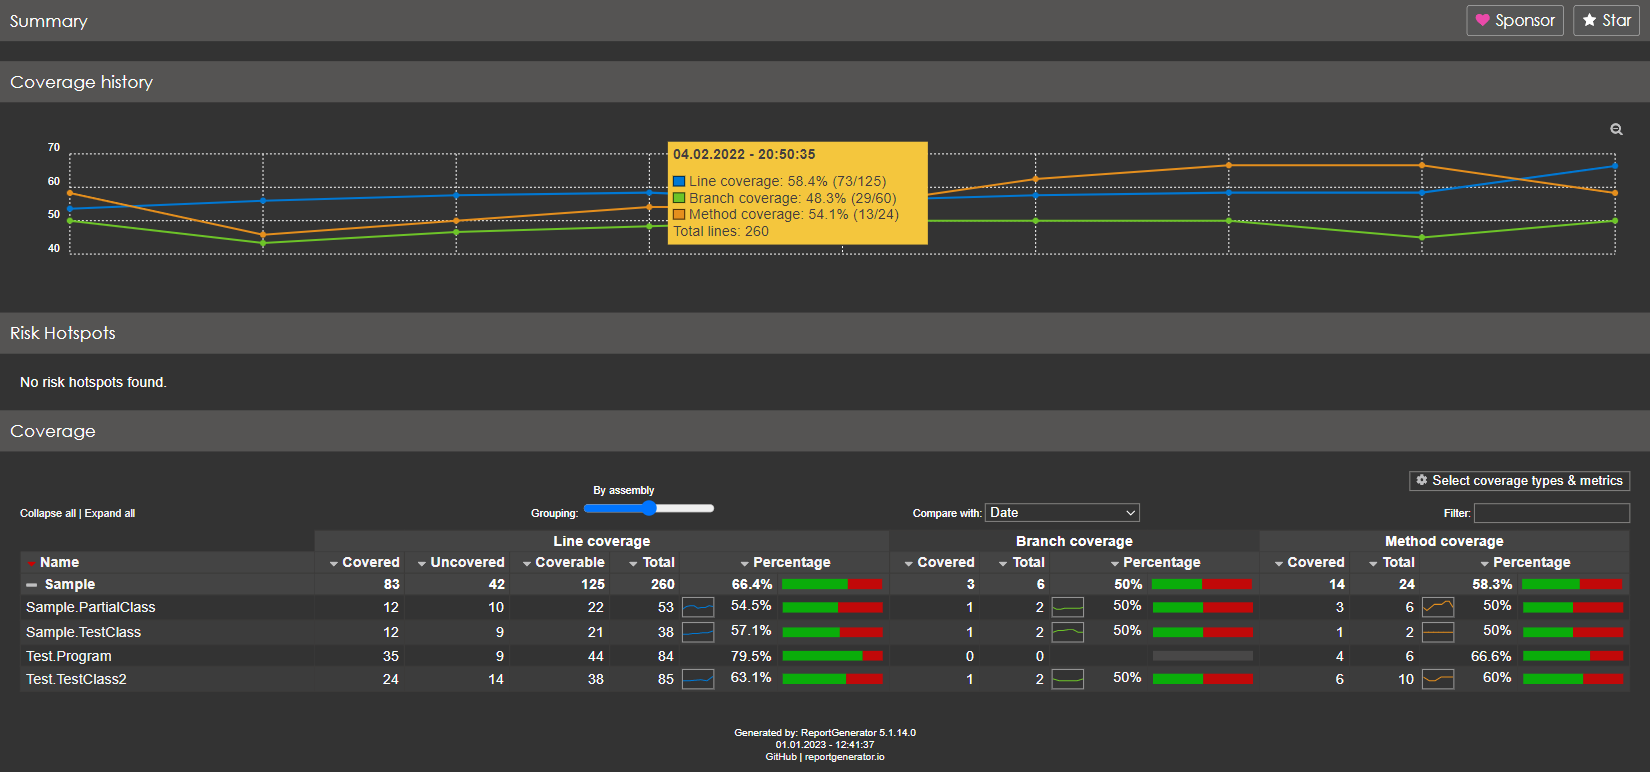 Summary
Sponsor Star
Coverage history
70
60
50
40
04.02.2022 - 20:50:35
Line coverage: 58.4% (73/125)
Branch coverage: 48.3% (29/60)
Method coverage: 54.1% (13/24)
Total lines: 260
Risk Hotspots
No risk hotspots found.
Coverage
Select coverage types & metrics
By assembly
Collapse all | Expand all Grouping: Compare with: Date Filter:
Line coverage Branch coverage Method coverage
Name Covered Uncovered Coverable Total Percentage Covered Total Percentage Covered Total Percentage
Sample 83 42 125 260 66.4% 3 6 50% 14 24 58.3%
Sample.PartialClass 12 10 22 53 54.5% 1 2 50% 3 6 50%
Sample.TestClass 12 9 21 38 57.1% 1 2 50% 1 2 50%
Test.Program 35 9 44 84 79.5% 0 0 4 6 66.6%
Test.TestClass2 24 14 38 85 63.1% 1 2 50% 6 10 60%
Generated by: ReportGenerator 5.1.14.0
01.01.2023 - 12:41:37
GitHub | reportgenerator.io